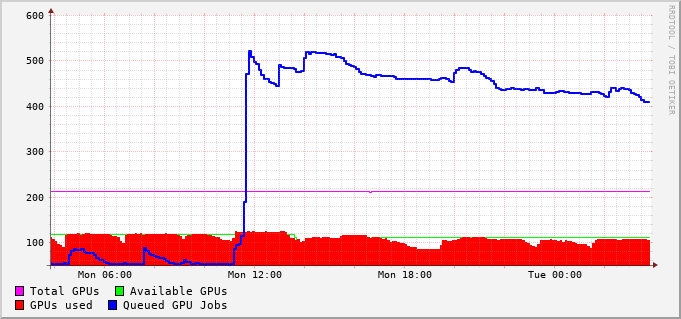 600
500
400
300
200
100
Mon 06:00 Mon 12:00 Mon 18:00 Tue 00:00
Total GPUs Available GPUs
GPUs used Queued GPU Jobs
RRDTOOL / TOBI OETIKER